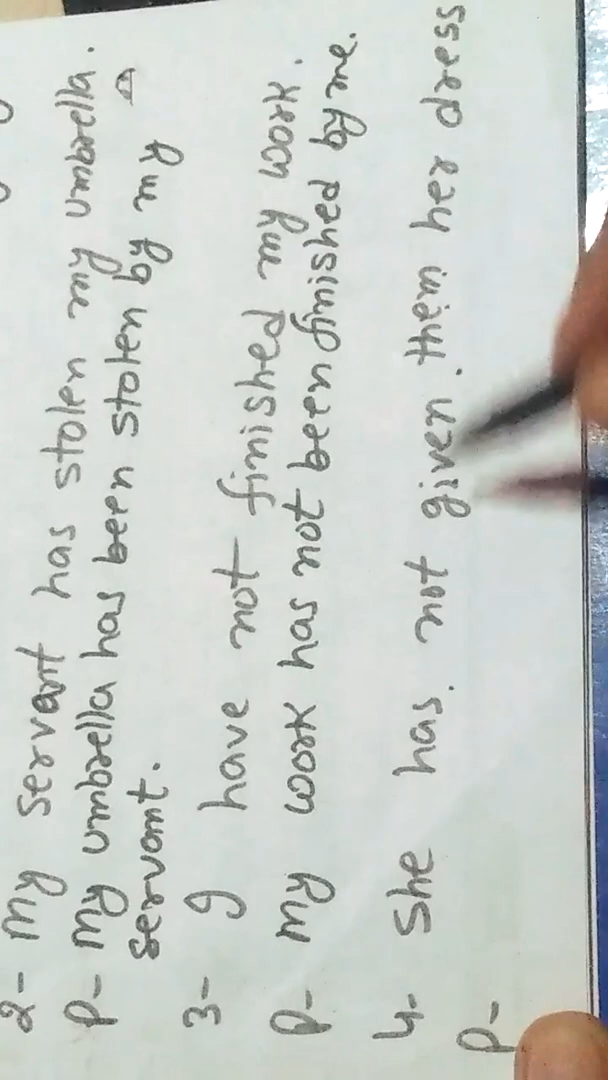 2- My servant has stolen my umbrella.
P- My umbrella has been stolen by my
servant.
3- I have not finished my work.
P- My work has not been finished by me.
4- She has not given them her dress
P-